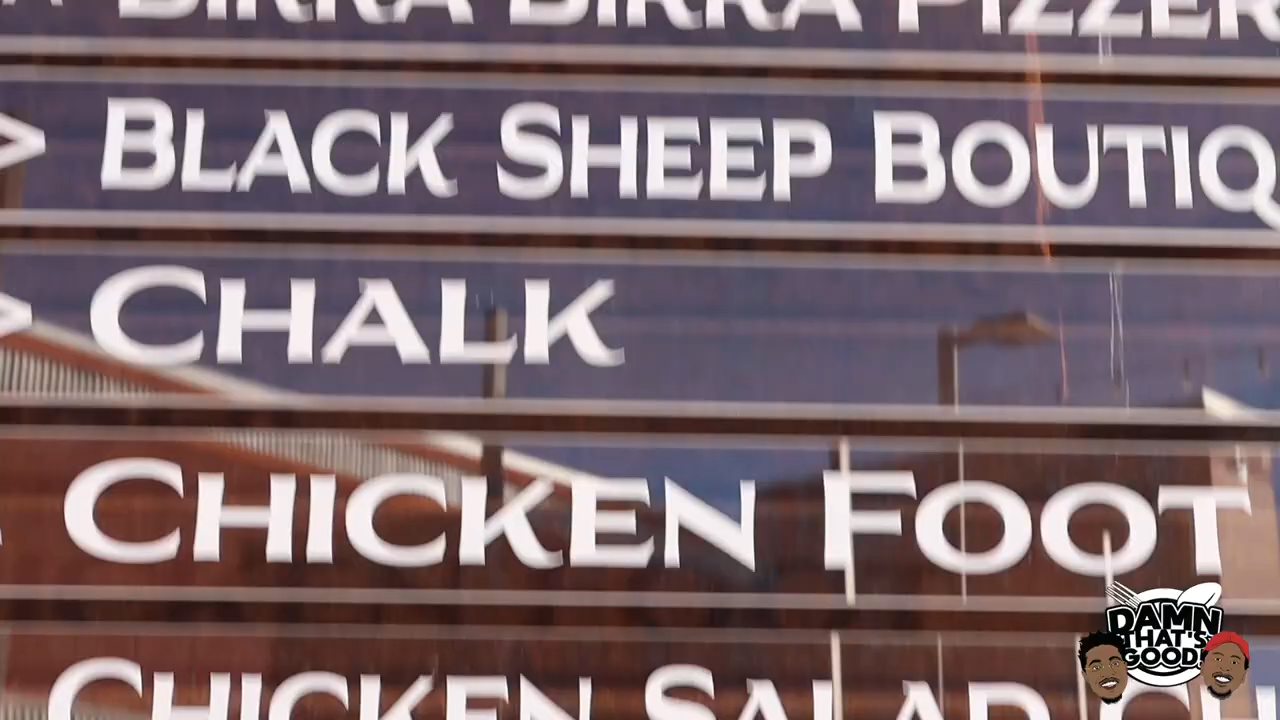 BIRRA BIRRA PIZZER
> BLACK SHEEP BOUTIQ
> CHALK
CHICKEN FOOT
CHICKEN SALAD
DAMN
THAT'S
GOOD!